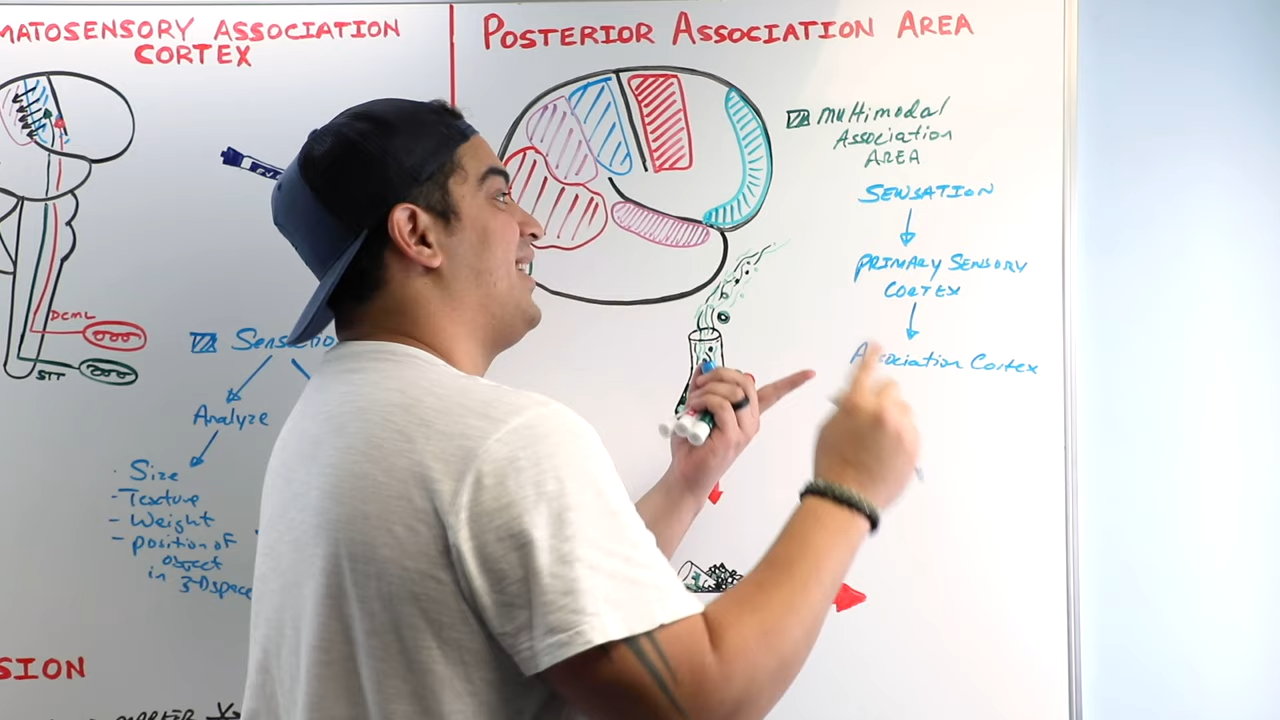 MATOSENSORY ASSOCIATION
CORTEX
DCML
STT
Sensatio
Analyze
· Size
- Texture
- Weight
- position of
object
in 3-D space
SION
POSTERIOR ASSOCIATION AREA
multimodal
Association
AREA
SENSATION
PRIMARY SENSORY
CORTEX
Association Cortex